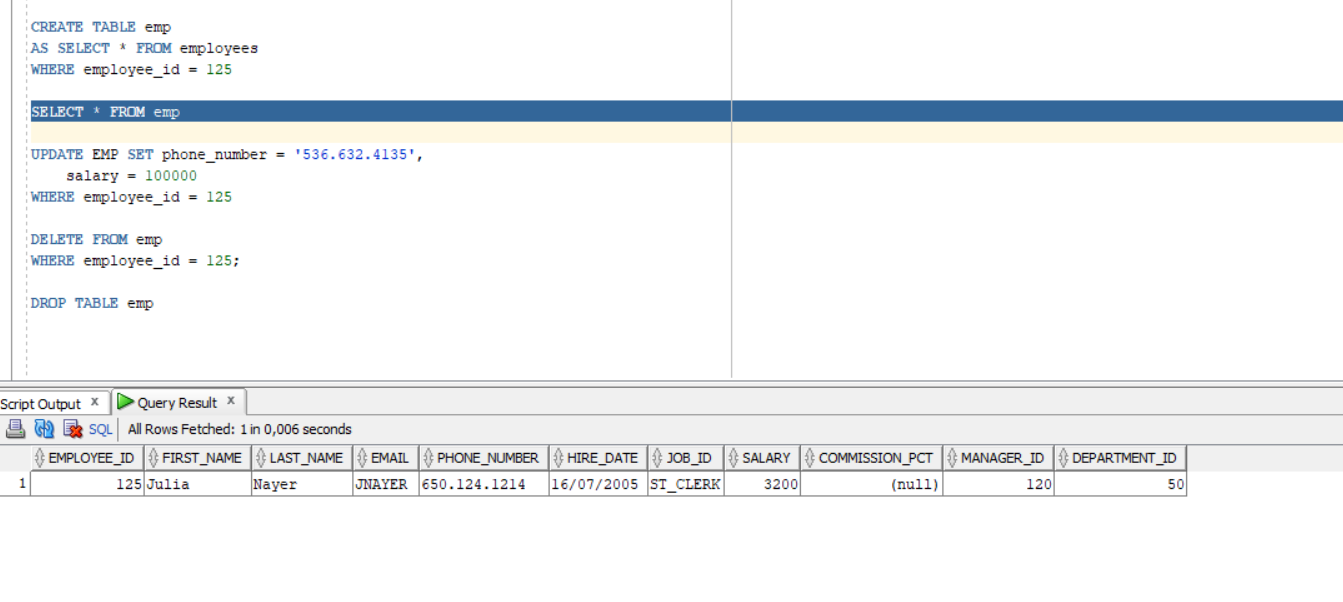 CREATE TABLE emp
AS SELECT * FROM employees
WHERE employee_id = 125
SELECT * FROM emp
UPDATE EMP SET phone_number = '536.632.4135',
salary = 100000
WHERE employee_id = 125
DELETE FROM emp
WHERE employee_id = 125;
DROP TABLE emp
Script Output x Query Result x
SQL All Rows Fetched: 1 in 0,006 seconds
EMPLOYEE_ID FIRST_NAME LAST_NAME EMAIL PHONE_NUMBER HIRE_DATE JOB_ID SALARY COMMISSION_PCT MANAGER_ID DEPARTMENT_ID
1 125 Julia Nayer JNAYER 650.124.1214 16/07/2005 ST_CLERK 3200 (null) 120 50